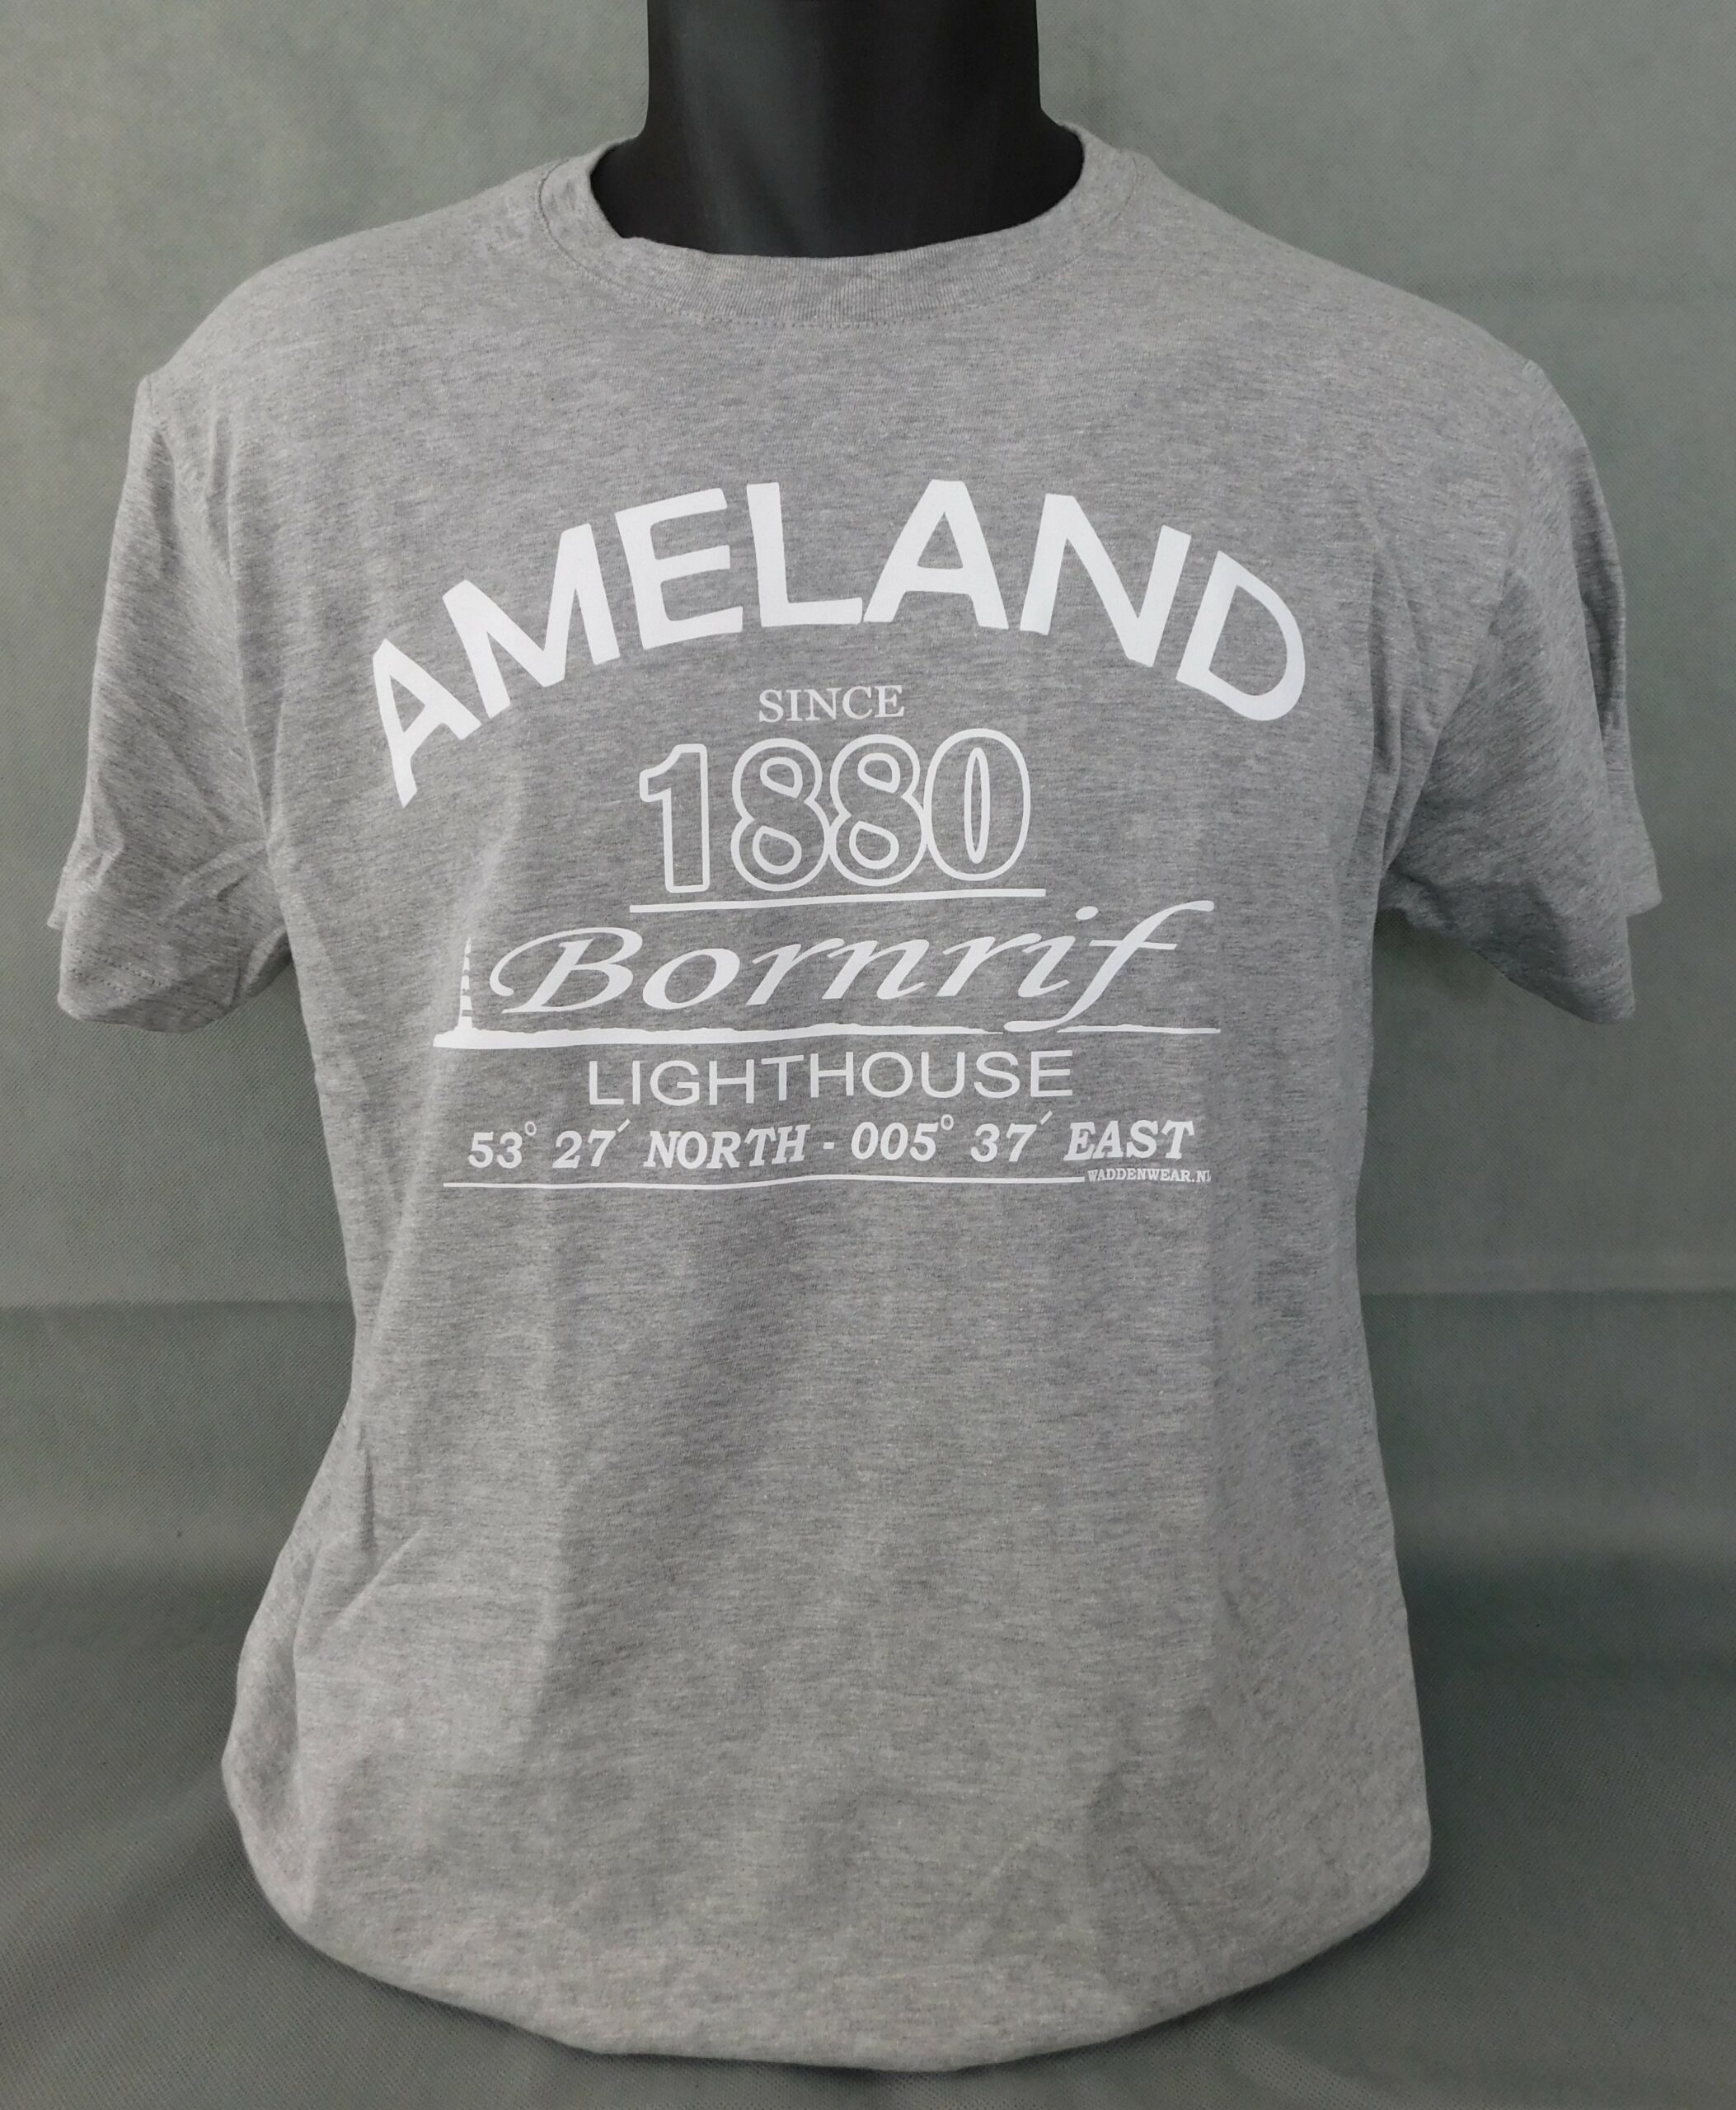 AMELAND
SINCE
1880
Bornrif
LIGHTHOUSE
53° 27′ NORTH - 005° 37′ EAST
WADDENWEAR.NL